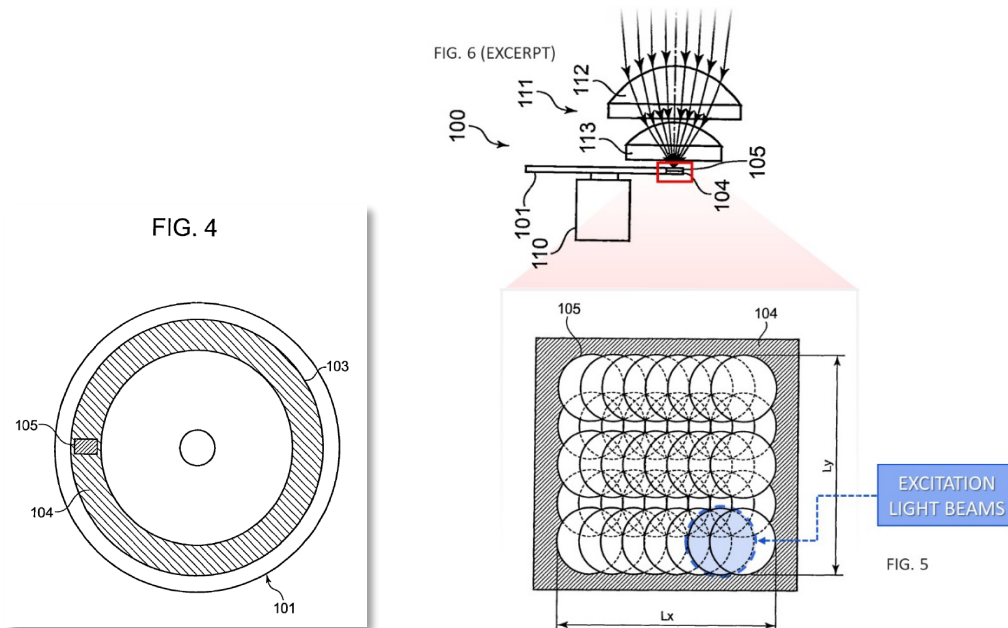 FIG. 6 (EXCERPT)
112
111
100
113
105
104
101
110
FIG. 4
103
105
104
101
105
104
Ly
Lx
EXCITATION
LIGHT BEAMS
FIG. 5